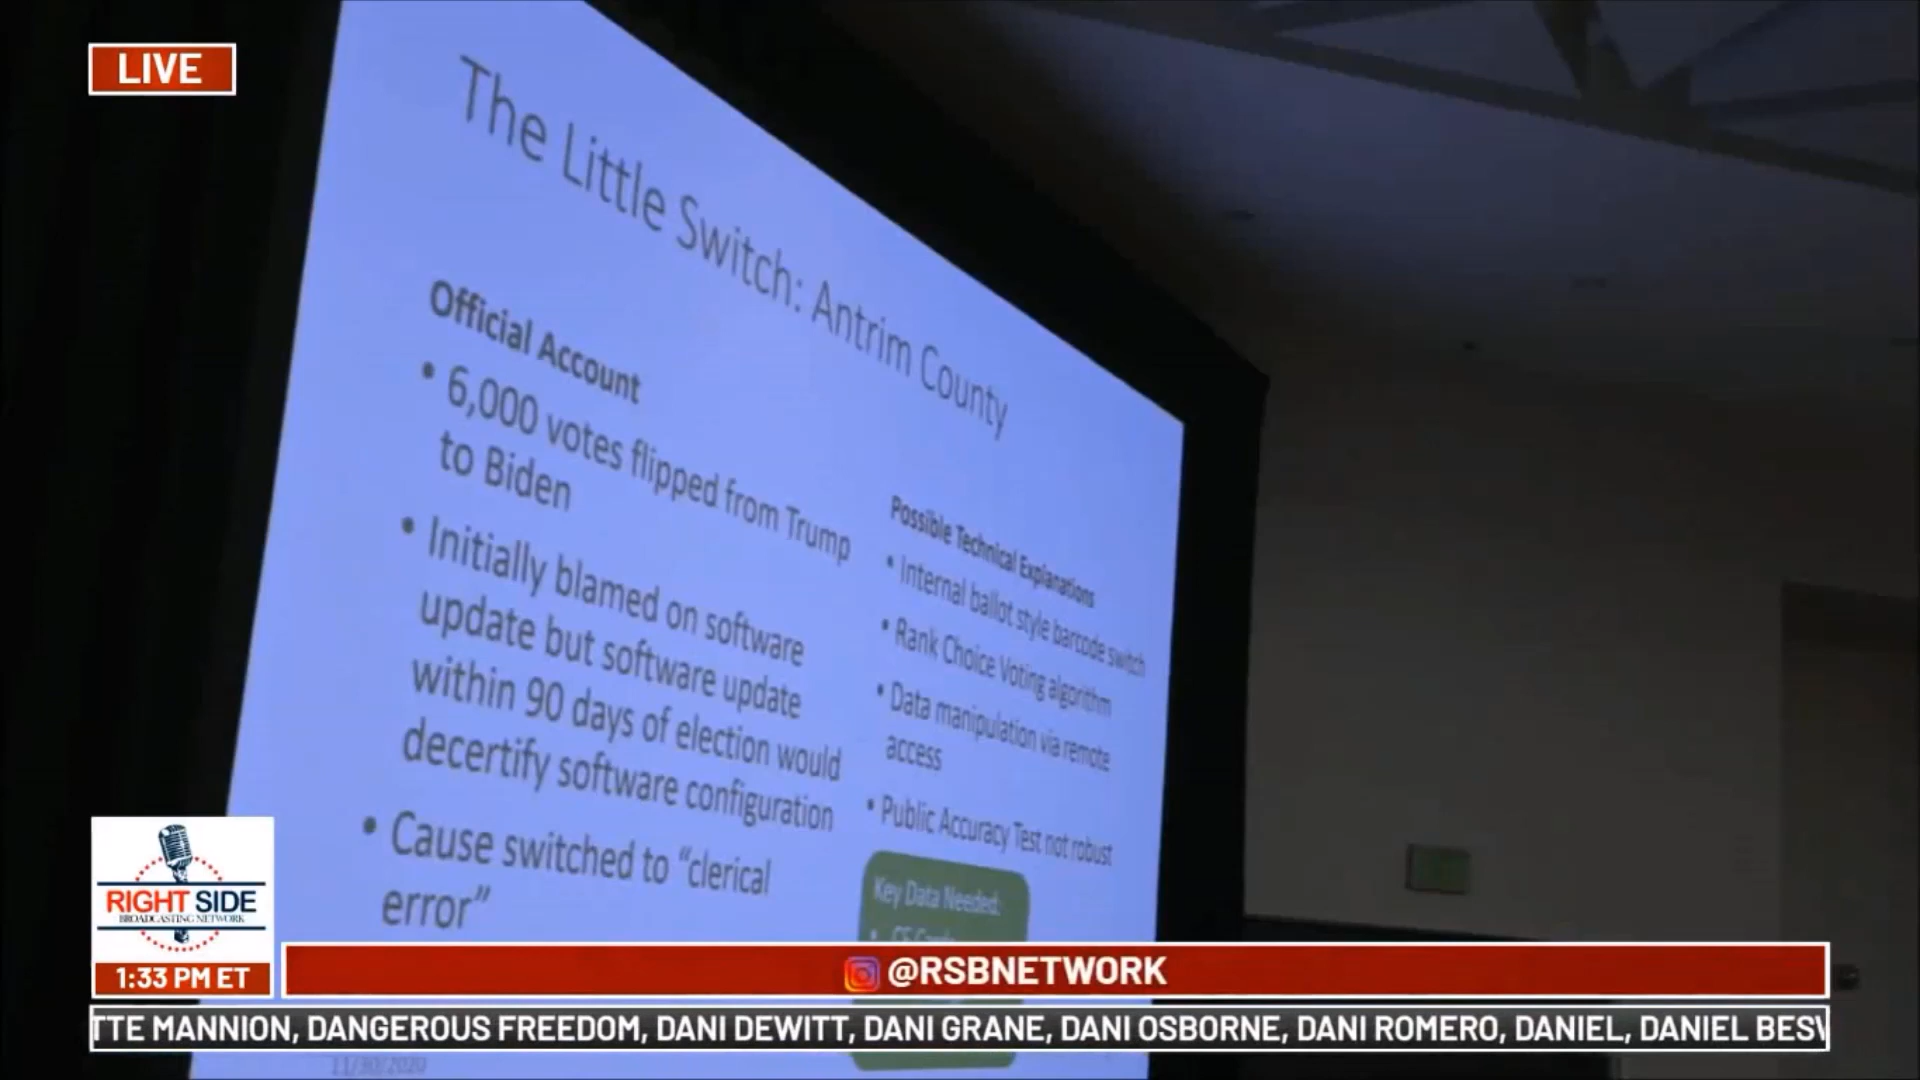 LIVE
The Little Switch: Antrim County
Official Account
• 6,000 votes flipped from Trump
to Biden
• Initially blamed on software
update but software update
within 90 days of election would
decertify software configuration
• Cause switched to “clerical
error”
Possible Technical Explanations
• Internal ballot style barcode switch
• Rank Choice Voting algorithm
• Data manipulation via remote
access
• Public Accuracy Test not robust
Key Data Needed:
RIGHT SIDE
BROADCASTING NETWORK
1:33 PM ET
@RSBNETWORK
TTE MANNION, DANGEROUS FREEDOM, DANI DEWITT, DANI GRANE, DANI OSBORNE, DANI ROMERO, DANIEL, DANIEL BES
11/30/2020